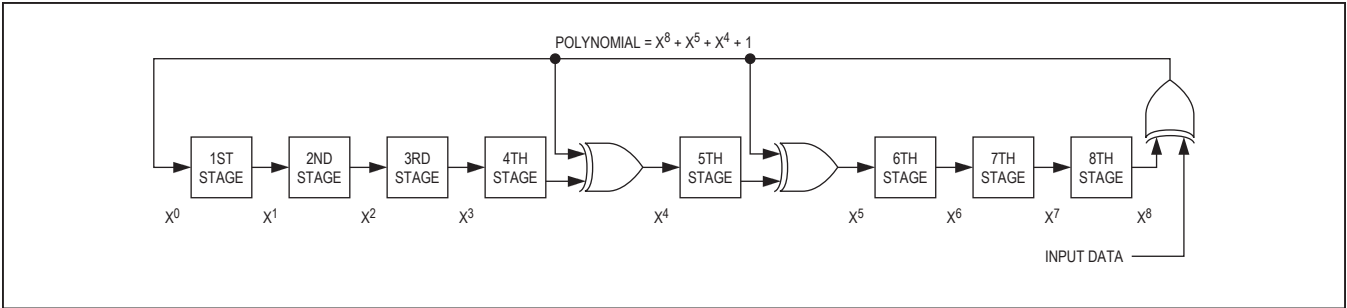 POLYNOMIAL = X⁸ + X⁵ + X⁴ + 1
1ST
STAGE
2ND
STAGE
3RD
STAGE
4TH
STAGE
5TH
STAGE
6TH
STAGE
7TH
STAGE
8TH
STAGE
X⁰
X¹
X²
X³
X⁴
X⁵
X⁶
X⁷
X⁸
INPUT DATA